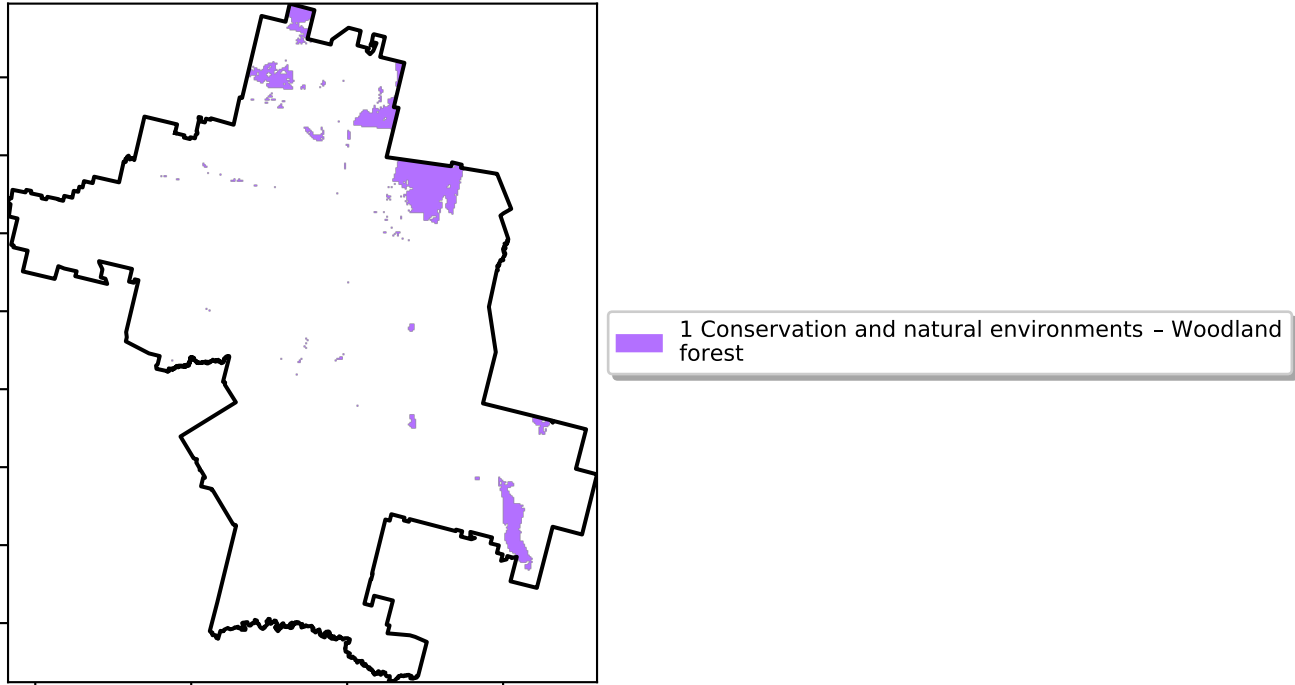 1 Conservation and natural environments – Woodland
forest